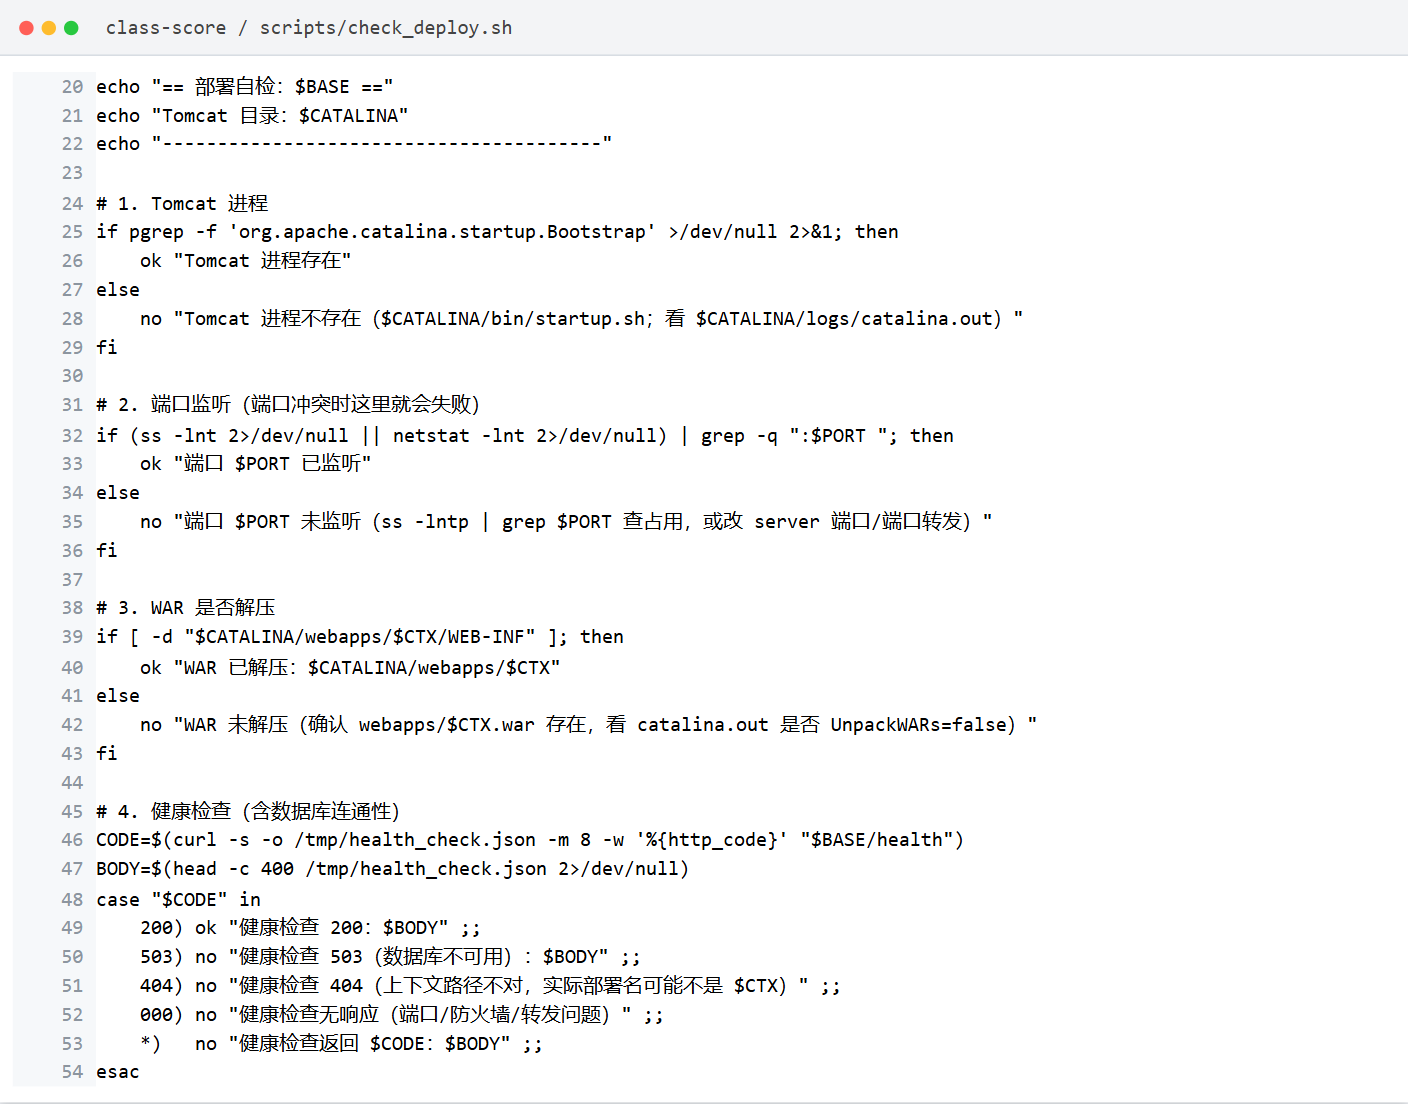 class-score / scripts/check_deploy.sh
20 echo "== 部署自检：$BASE =="
21 echo "Tomcat 目录：$CATALINA"
22 echo "----------------------------------------"
23
24 # 1. Tomcat 进程
25 if pgrep -f 'org.apache.catalina.startup.Bootstrap' >/dev/null 2>&1; then
26     ok "Tomcat 进程存在"
27 else
28     no "Tomcat 进程不存在（$CATALINA/bin/startup.sh；看 $CATALINA/logs/catalina.out）"
29 fi
30
31 # 2. 端口监听（端口冲突时这里就会失败）
32 if (ss -lnt 2>/dev/null || netstat -lnt 2>/dev/null) | grep -q ":$PORT "; then
33     ok "端口 $PORT 已监听"
34 else
35     no "端口 $PORT 未监听（ss -lntp | grep $PORT 查占用，或改 server 端口/端口转发）"
36 fi
37
38 # 3. WAR 是否解压
39 if [ -d "$CATALINA/webapps/$CTX/WEB-INF" ]; then
40     ok "WAR 已解压：$CATALINA/webapps/$CTX"
41 else
42     no "WAR 未解压（确认 webapps/$CTX.war 存在，看 catalina.out 是否 UnpackWARs=false）"
43 fi
44
45 # 4. 健康检查（含数据库连通性）
46 CODE=$(curl -s -o /tmp/health_check.json -m 8 -w '%{http_code}' "$BASE/health")
47 BODY=$(head -c 400 /tmp/health_check.json 2>/dev/null)
48 case "$CODE" in
49     200) ok "健康检查 200：$BODY" ;;
50     503) no "健康检查 503（数据库不可用）：$BODY" ;;
51     404) no "健康检查 404（上下文路径不对，实际部署名可能不是 $CTX）" ;;
52     000) no "健康检查无响应（端口/防火墙/转发问题）" ;;
53     *)   no "健康检查返回 $CODE：$BODY" ;;
54 esac